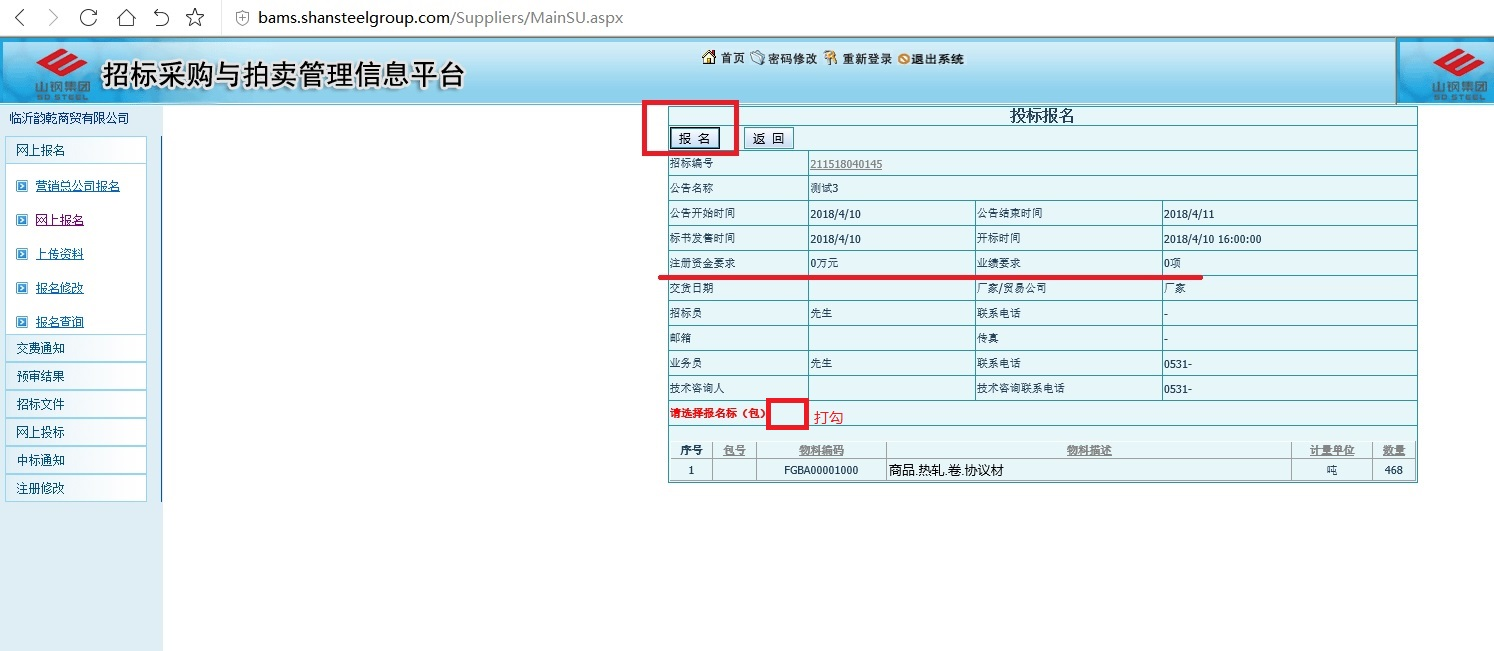 bams.shansteelgroup.com/Suppliers/MainSU.aspx
山钢集团
SD STEEL
招标采购与拍卖管理信息平台
首页 密码修改 重新登录 退出系统
山钢集团
SD STEEL
临沂韵乾商贸有限公司
网上报名
营销总公司报名
网上报名
上传资料
报名修改
报名查询
交费通知
预审结果
招标文件
网上投标
中标通知
注册修改
投标报名
报 名 返 回
招标编号 211518040145
公告名称 测试3
公告开始时间 2018/4/10 公告结束时间 2018/4/11
标书发售时间 2018/4/10 开标时间 2018/4/10 16:00:00
注册资金要求 0万元 业绩要求 0项
交货日期 厂家/贸易公司 厂家
招标员 先生 联系电话 -
邮箱 传真 -
业务员 先生 联系电话 0531-
技术咨询人 技术咨询联系电话 0531-
请选择报名标（包） 打勾
序号 包号 物料编码 物料描述 计量单位 数量
1 FGBA00001000 商品.热轧.卷.协议材 吨 468